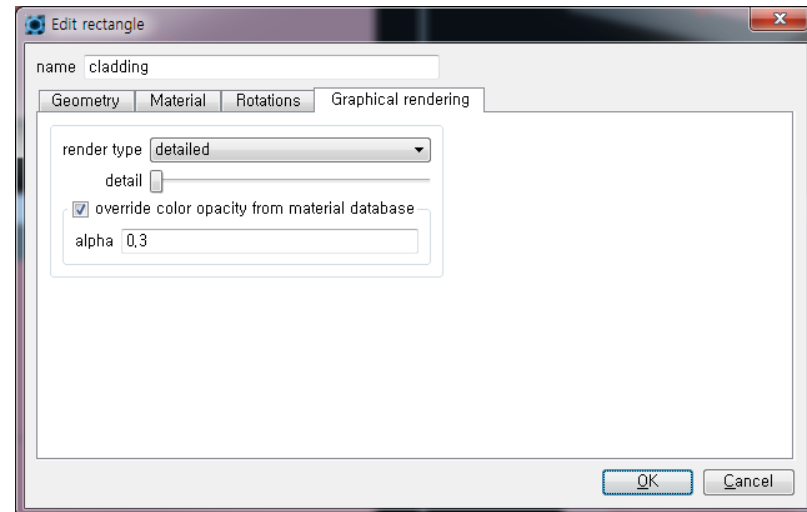 Edit rectangle
name cladding
Geometry Material Rotations Graphical rendering
render type detailed
detail
override color opacity from material database
alpha 0.3
OK Cancel